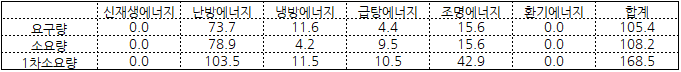 신재생에너지 난방에너지 냉방에너지 급탕에너지 조명에너지 환기에너지 합계
요구량 0.0 73.7 11.6 4.4 15.6 0.0 105.4
소요량 0.0 78.9 4.2 9.5 15.6 0.0 108.2
1차소요량 0.0 103.5 11.5 10.5 42.9 0.0 168.5